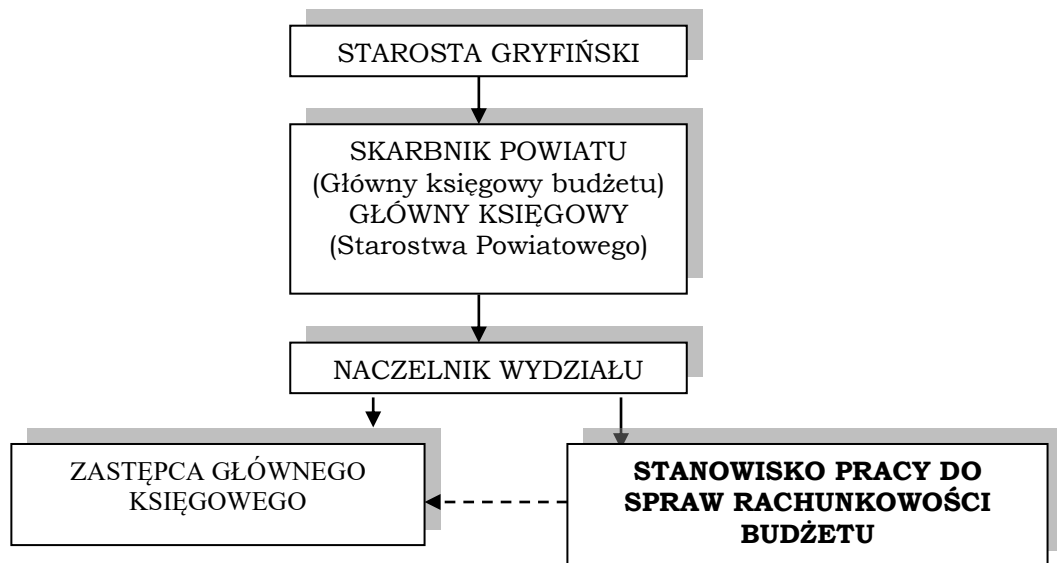 STAROSTA GRYFIŃSKI
SKARBNIK POWIATU
(Główny księgowy budżetu)
GŁÓWNY KSIĘGOWY
(Starostwa Powiatowego)
NACZELNIK WYDZIAŁU
ZASTĘPCA GŁÓWNEGO
KSIĘGOWEGO
STANOWISKO PRACY DO
SPRAW RACHUNKOWOŚCI
BUDŻETU